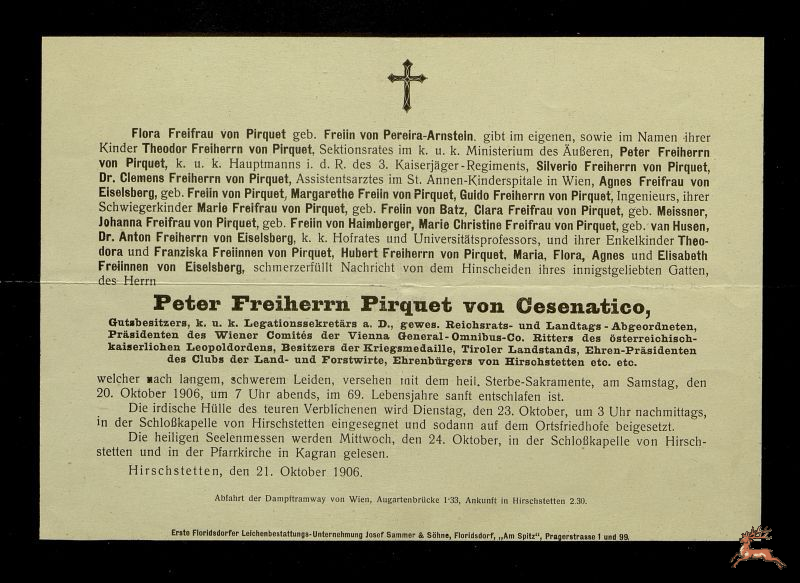 Flora Freifrau von Pirquet geb. Freiin von Pereira-Arnstein. gibt im eigenen, sowie im Namen ihrer
Kinder Theodor Freiherrn von Pirquet, Sektionsrates im k. u. k. Ministerium des Äußeren, Peter Freiherrn
von Pirquet, k. u. k. Hauptmanns i. d. R. des 3. Kaiserjäger-Regiments, Silverio Freiherrn von Pirquet,
Dr. Clemens Freiherrn von Pirquet, Assistentsarztes im St. Annen-Kinderspitale in Wien, Agnes Freifrau von
Eiselsberg, geb. Freiin von Pirquet, Margarethe Freiin von Pirquet, Guido Freiherrn von Pirquet, Ingenieurs, ihrer
Schwiegerkinder Marie Freifrau von Pirquet, geb. Freiin von Batz, Clara Freifrau von Pirquet, geb. Meissner,
Johanna Freifrau von Pirquet, geb. Freiin von Haimberger, Marie Christine Freifrau von Pirquet, geb. van Husen,
Dr. Anton Freiherrn von Eiselsberg, k. k. Hofrates und Universitätsprofessors, und ihrer Enkelkinder Theo-
dora und Franziska Freiinnen von Pirquet, Hubert Freiherrn von Pirquet, Maria, Flora, Agnes und Elisabeth
Freiinnen von Eiselsberg, schmerzerfüllt Nachricht von dem Hinscheiden ihres innigstgeliebten Gatten,
des Herrn
Peter Freiherrn Pirquet von Cesenatico,
Gutsbesitzers, k. u. k. Legationssekretärs a. D., gewes. Reichsrats- und Landtags-Abgeordneten,
Präsidenten des Wiener Comités der Vienna General-Omnibus-Co. Ritters des österreichisch-
kaiserlichen Leopoldordens, Besitzers der Kriegsmedaille, Tiroler Landstands, Ehren-Präsidenten
des Clubs der Land- und Forstwirte, Ehrenbürgers von Hirschstetten etc. etc.
welcher nach langem, schwerem Leiden, versehen mit dem heil. Sterbe-Sakramente, am Samstag, den
20. Oktober 1906, um 7 Uhr abends, im 69. Lebensjahre sanft entschlafen ist.
Die irdische Hülle des teuren Verblichenen wird Dienstag, den 23. Oktober, um 3 Uhr nachmittags,
in der Schloßkapelle von Hirschstetten eingesegnet und sodann auf dem Ortsfriedhofe beigesetzt.
Die heiligen Seelenmessen werden Mittwoch, den 24. Oktober, in der Schloßkapelle von Hirsch-
stetten und in der Pfarrkirche in Kagran gelesen.
Hirschstetten, den 21. Oktober 1906.
Abfahrt der Dampftramway von Wien, Augartenbrücke 1·33, Ankunft in Hirschstetten 2.30.
Erste Floridsdorfer Leichenbestattungs-Unternehmung Josef Sammer & Söhne, Floridsdorf, „Am Spitz“, Pragerstrasse 1 und 99.